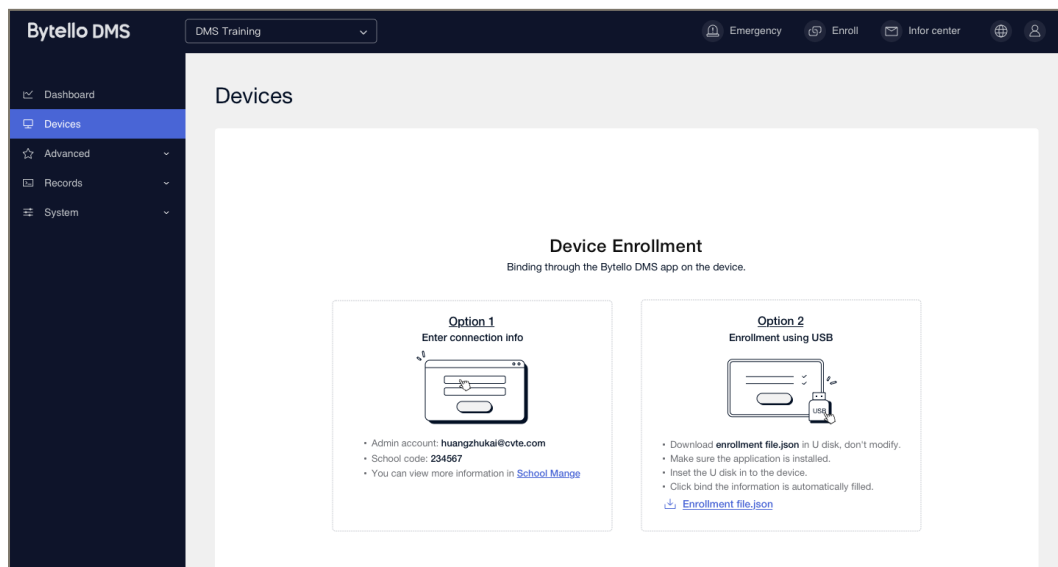 Bytello DMS
DMS Training
Emergency
Enroll
Infor center
Dashboard
Devices
Advanced
Records
System
Devices
Device Enrollment
Binding through the Bytello DMS app on the device.
Option 1
Enter connection info
• Admin account: huangzhukai@cvte.com
• School code: 234567
• You can view more information in School Mange
Option 2
Enrollment using USB
USB
• Download enrollment file.json in U disk, don't modify.
• Make sure the application is installed.
• Inset the U disk in to the device.
• Click bind the information is automatically filled.
Enrollment file.json